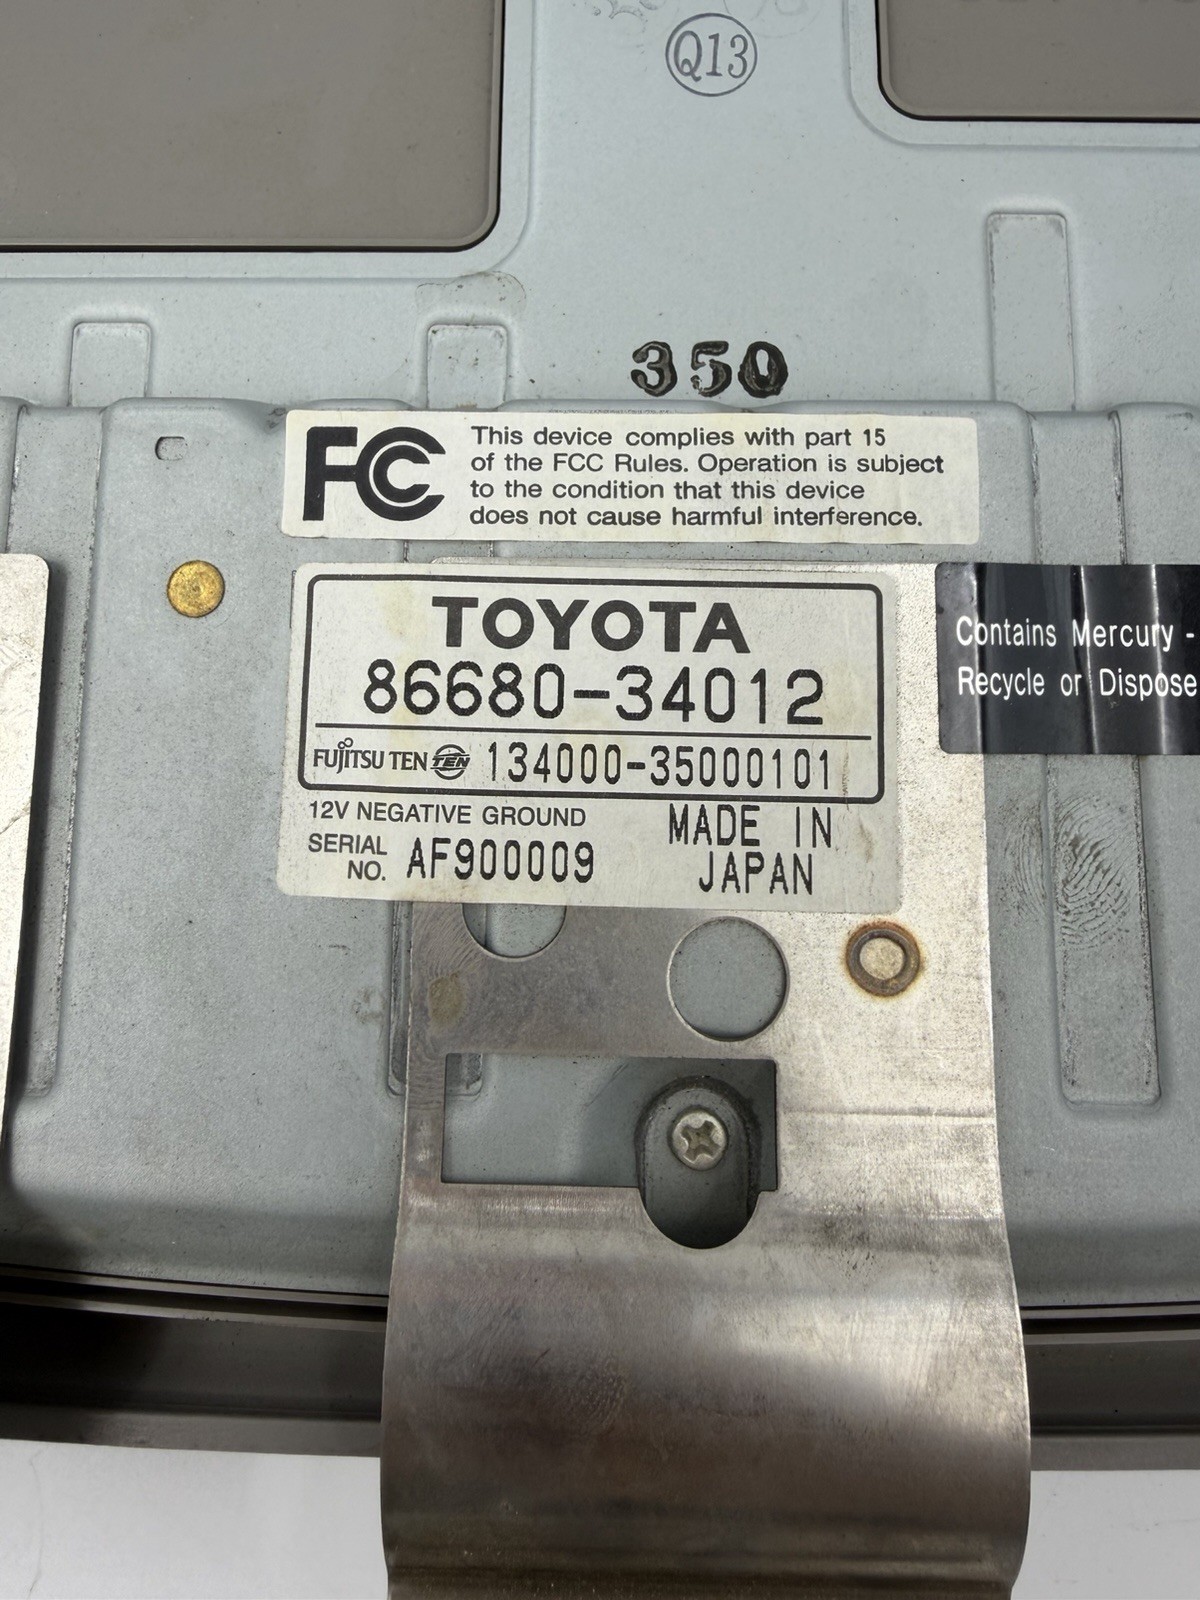 Q13
350
FC
This device complies with part 15
of the FCC Rules. Operation is subject
to the condition that this device
does not cause harmful interference.
TOYOTA
86680-34012
FUJITSU TEN TEN 134000-35000101
12V NEGATIVE GROUND
MADE IN
JAPAN
SERIAL
NO. AF900009
Contains Mercury -
Recycle or Dispose